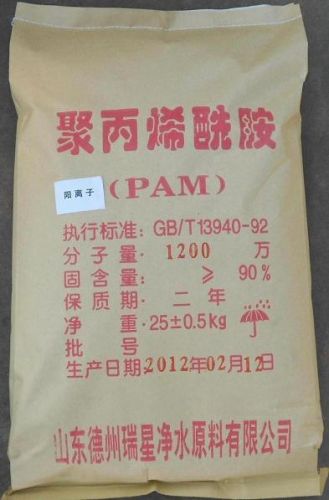 聚丙烯酰胺
阳离子
(PAM)
执行标准: GB/T13940-92
分子量: 1200 万
固含量: ≥ 90%
保质期: 二年
净重: 25±0.5kg
批号
生产日期: 2012年02月12日
山东德州瑞星净水原料有限公司